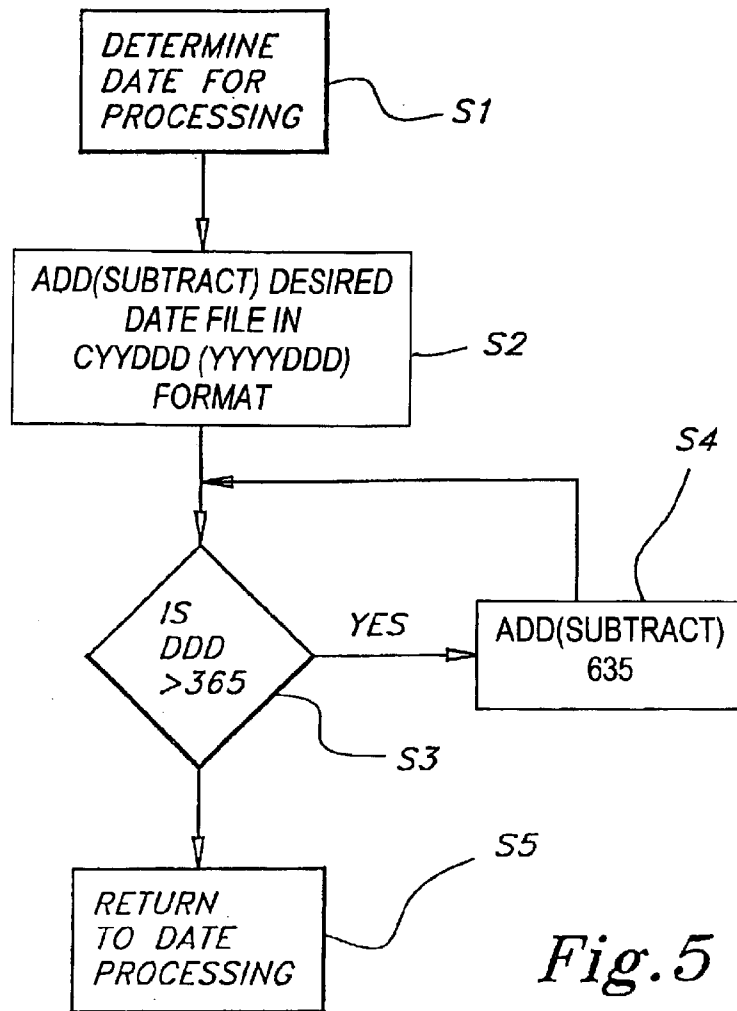 DETERMINE
DATE FOR
PROCESSING
S1
ADD(SUBTRACT) DESIRED
DATE FILE IN
CYYDDD (YYYYDDD)
FORMAT
S2
S4
IS
DDD
>365
YES
ADD(SUBTRACT)
635
S3
S5
RETURN
TO DATE
PROCESSING
Fig.5